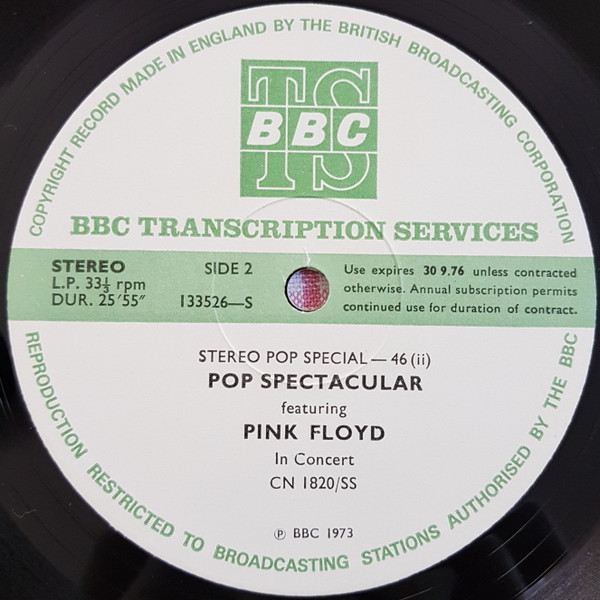 COPYRIGHT RECORD MADE IN ENGLAND BY THE BRITISH BROADCASTING CORPORATION
TS
BBC
BBC TRANSCRIPTION SERVICES
STEREO
L.P. 33⅓ rpm
DUR. 25′55″
SIDE 2
133526—S
Use expires 30 9.76 unless contracted
otherwise. Annual subscription permits
continued use for duration of contract.
STEREO POP SPECIAL — 46 (ii)
POP SPECTACULAR
featuring
PINK FLOYD
In Concert
CN 1820/SS
Ⓟ BBC 1973
REPRODUCTION RESTRICTED TO BROADCASTING STATIONS AUTHORISED BY THE BBC